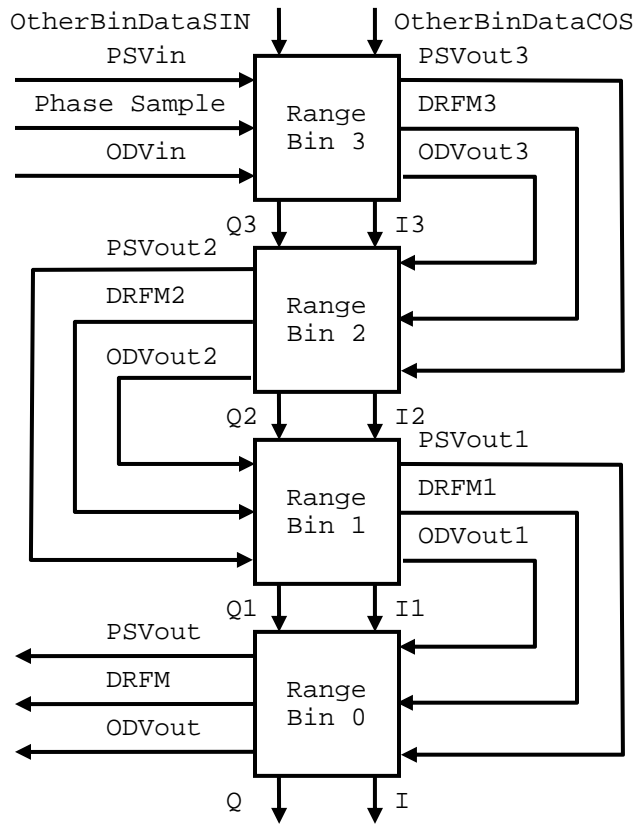 OtherBinDataSIN
OtherBinDataCOS
PSVin
PSVout3
Phase Sample
Range
Bin 3
DRFM3
ODVin
ODVout3
Q3
I3
PSVout2
DRFM2
Range
Bin 2
ODVout2
Q2
I2
PSVout1
Range
Bin 1
DRFM1
ODVout1
Q1
I1
PSVout
DRFM
Range
Bin 0
ODVout
Q
I